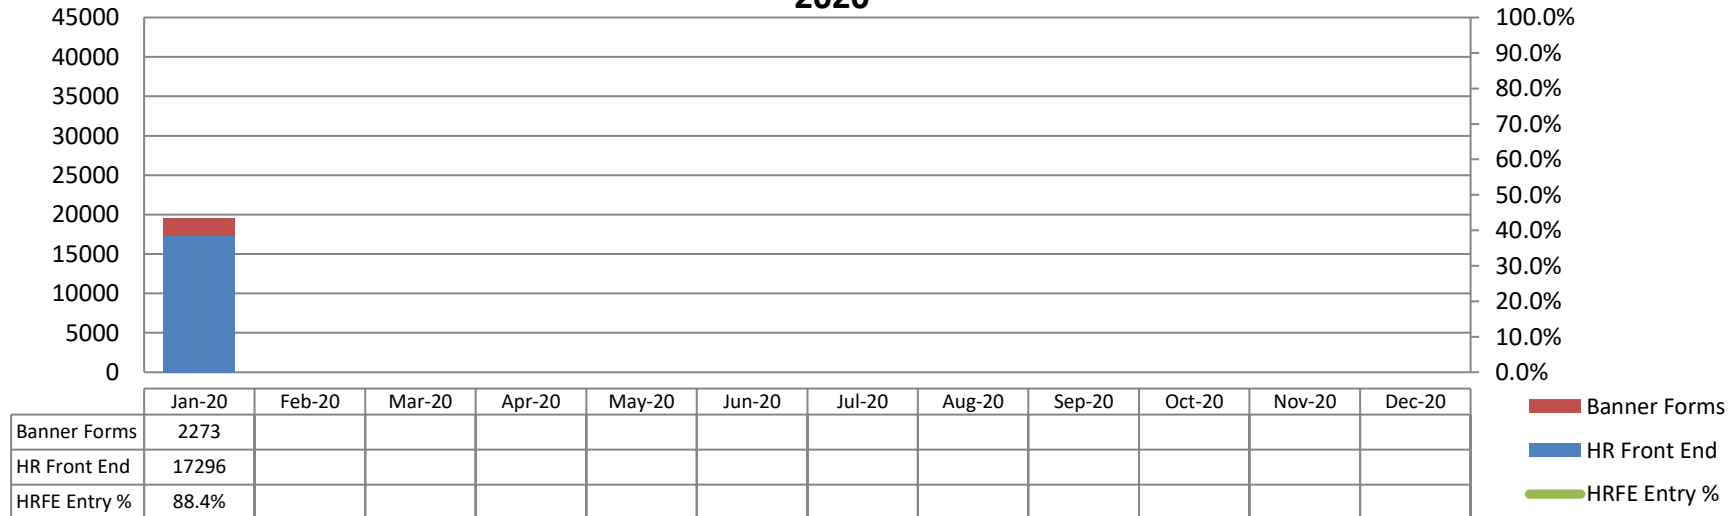 2020
45000 100.0%
40000 90.0%
35000 80.0%
30000 70.0%
25000 60.0%
20000 50.0%
15000 40.0%
10000 30.0%
5000 20.0%
0 10.0%
0.0%
Jan-20 Feb-20 Mar-20 Apr-20 May-20 Jun-20 Jul-20 Aug-20 Sep-20 Oct-20 Nov-20 Dec-20
Banner Forms 2273
HR Front End 17296
HRFE Entry % 88.4%
Banner Forms
HR Front End
HRFE Entry %